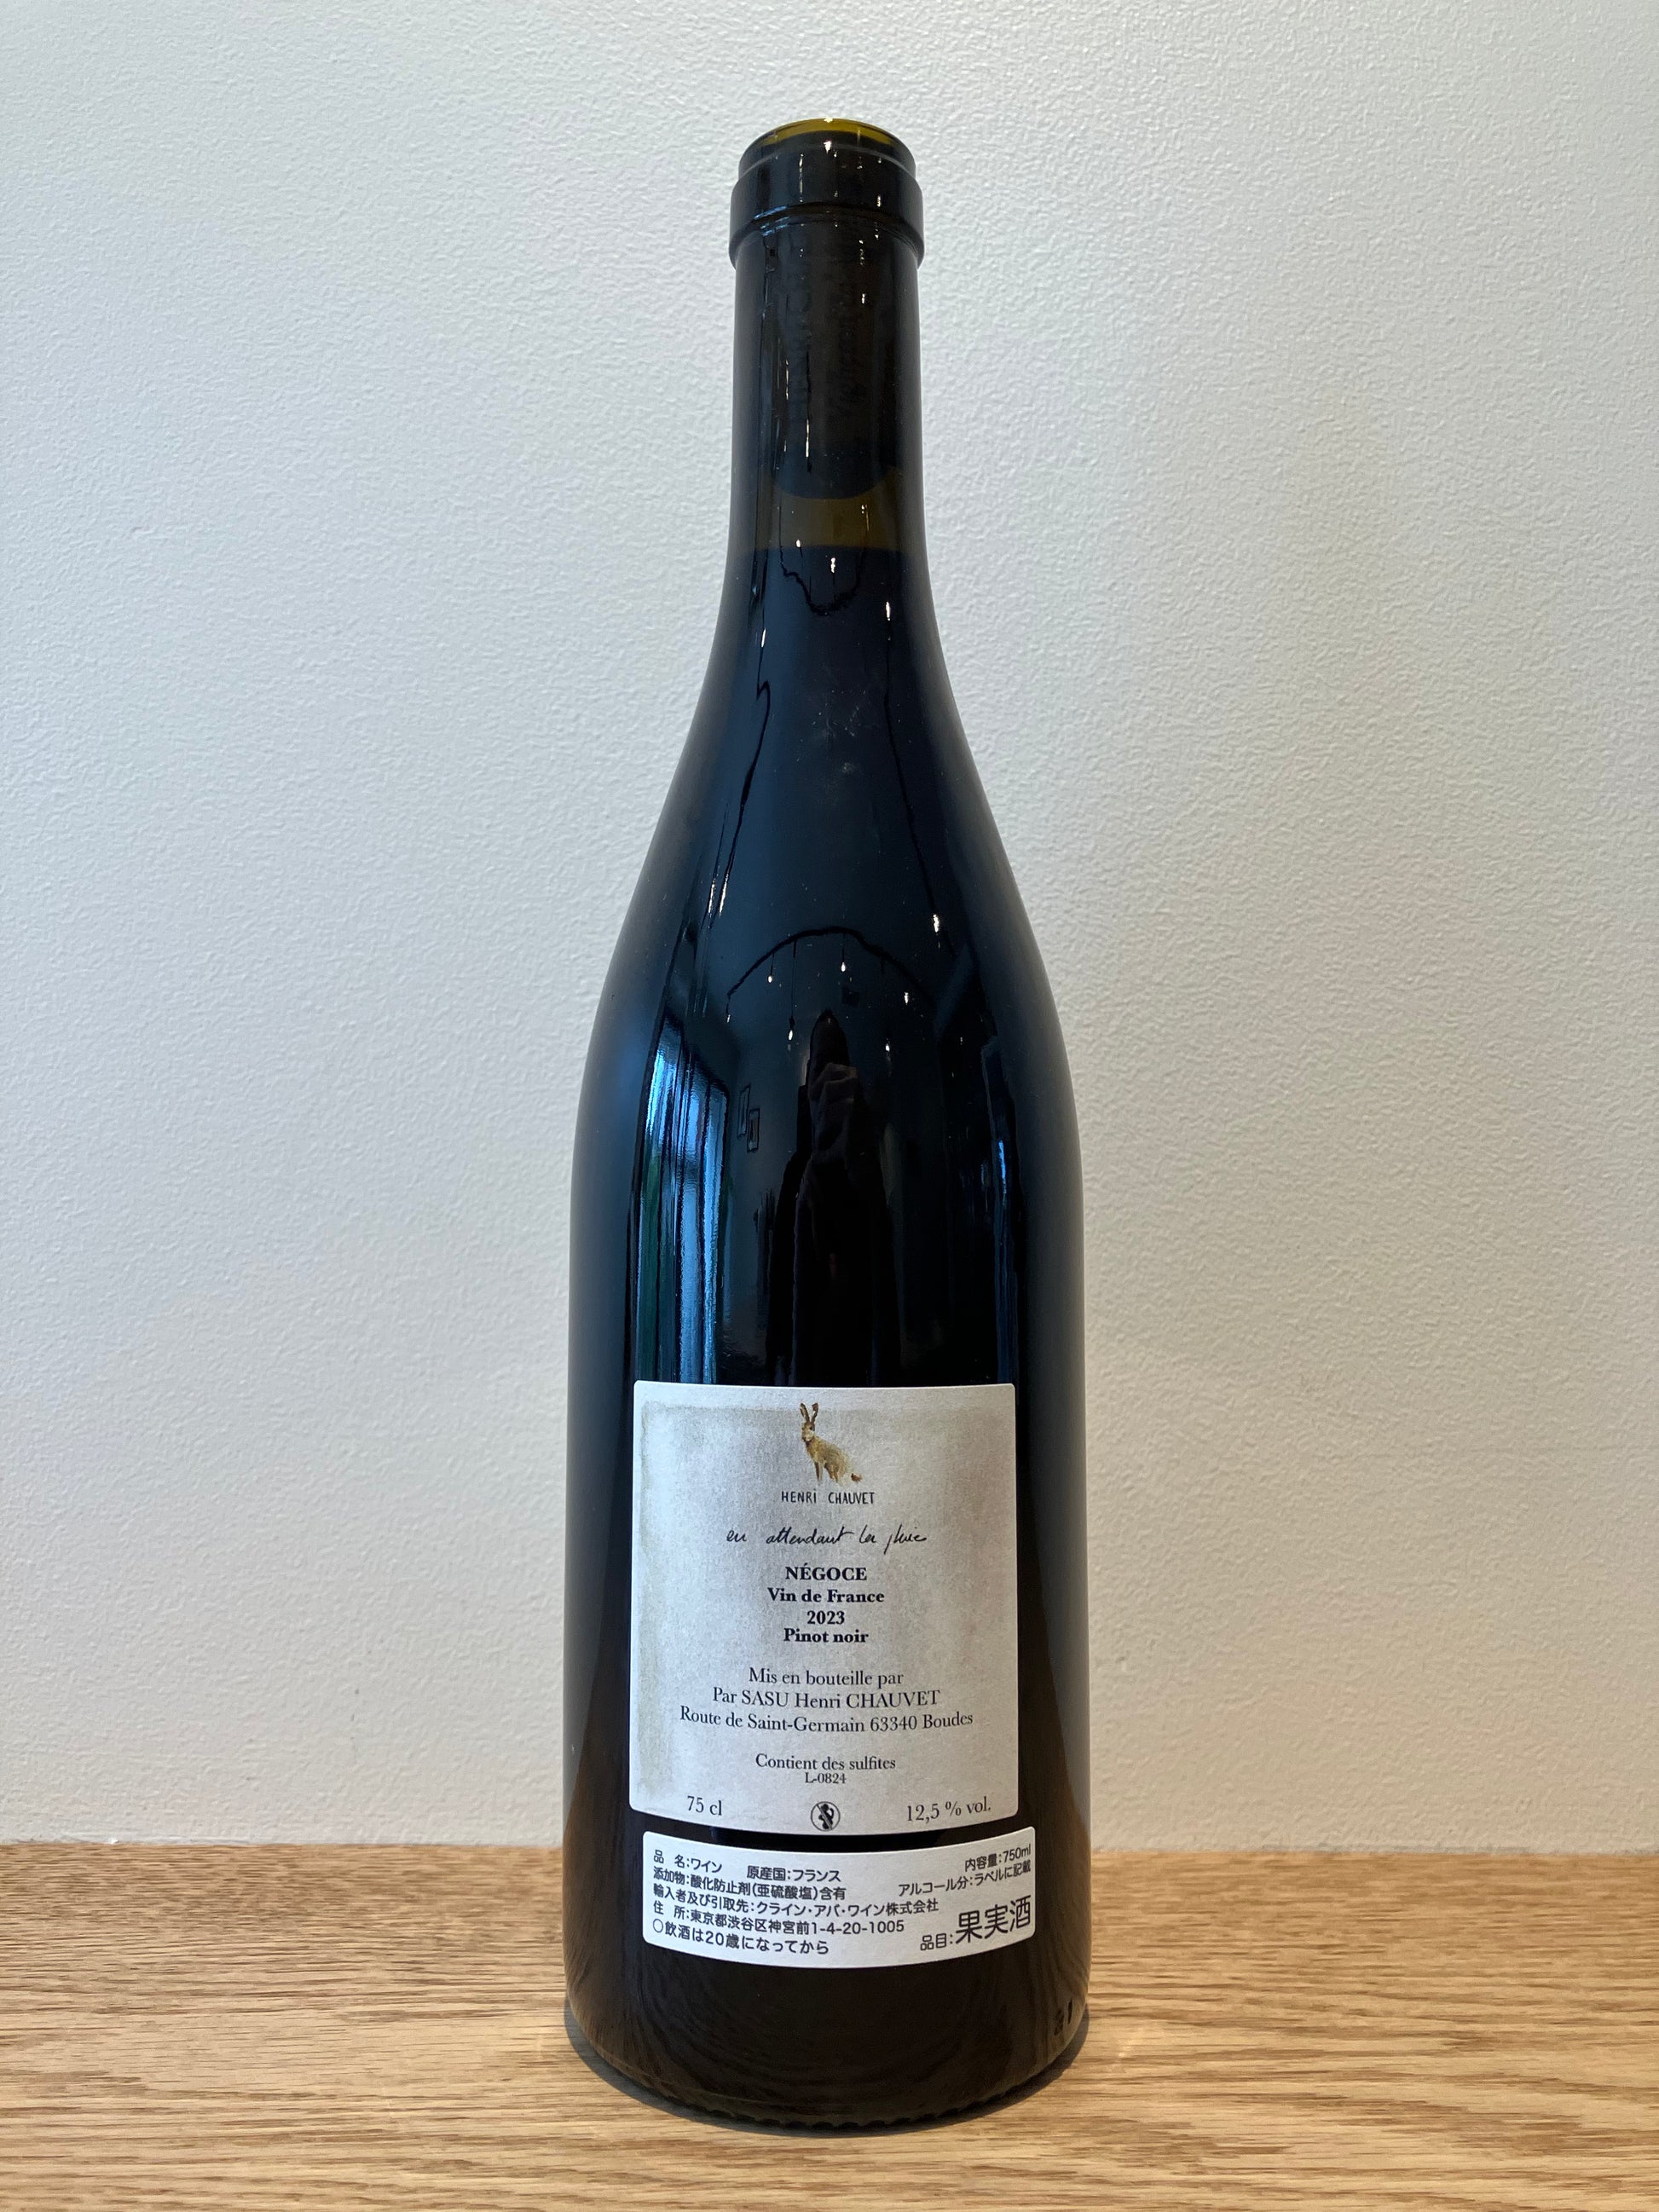 HENRI CHAUVET
en attendant la pluie
NÉGOCE
Vin de France
2023
Pinot noir
Mis en bouteille par
Par SASU Henri CHAUVET
Route de Saint-Germain 63340 Boudes
Contient des sulfites
L-0824
75 cl 12,5 % vol.
品 名:ワイン 原産国:フランス 内容量:750ml
添加物:酸化防止剤(亜硫酸塩)含有 アルコール分:ラベルに記載
輸入者及び引取先:クライン・アパ・ワイン株式会社
住 所:東京都渋谷区神宮前1-4-20-1005
○飲酒は20歳になってから 品目:果実酒